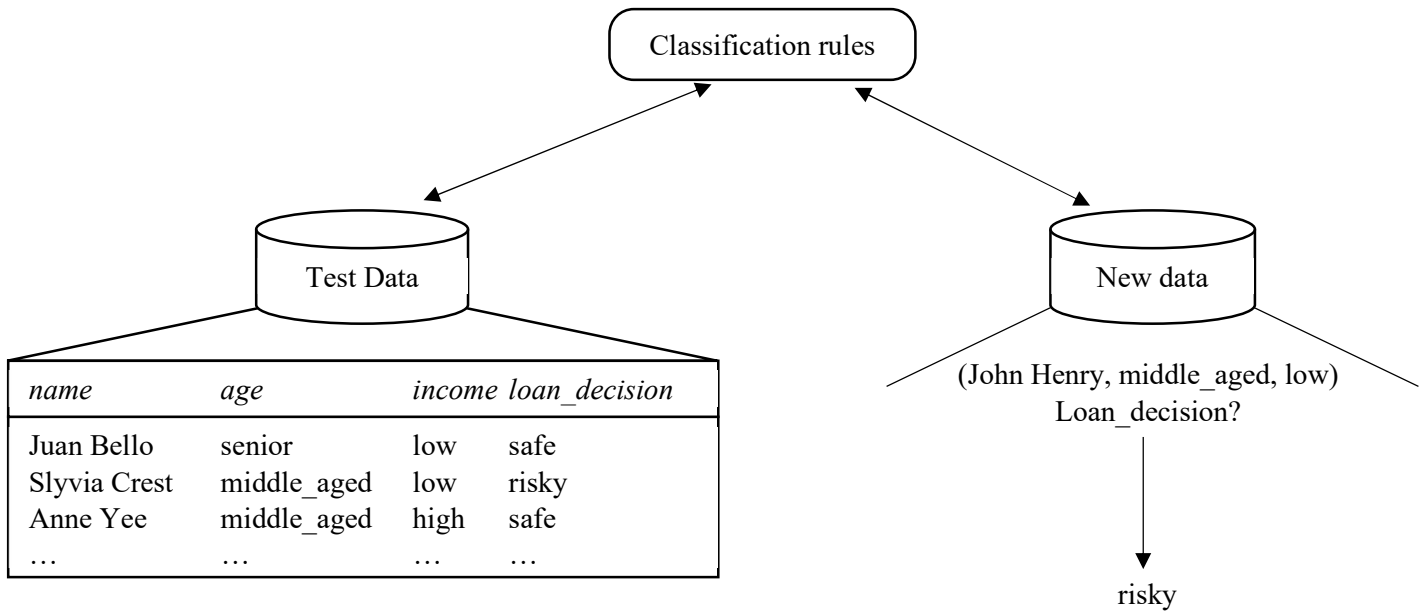 Classification rules
Test Data
New data
name age income loan_decision
Juan Bello senior low safe
Slyvia Crest middle_aged low risky
Anne Yee middle_aged high safe
… … … …
(John Henry, middle_aged, low)
Loan_decision?
risky